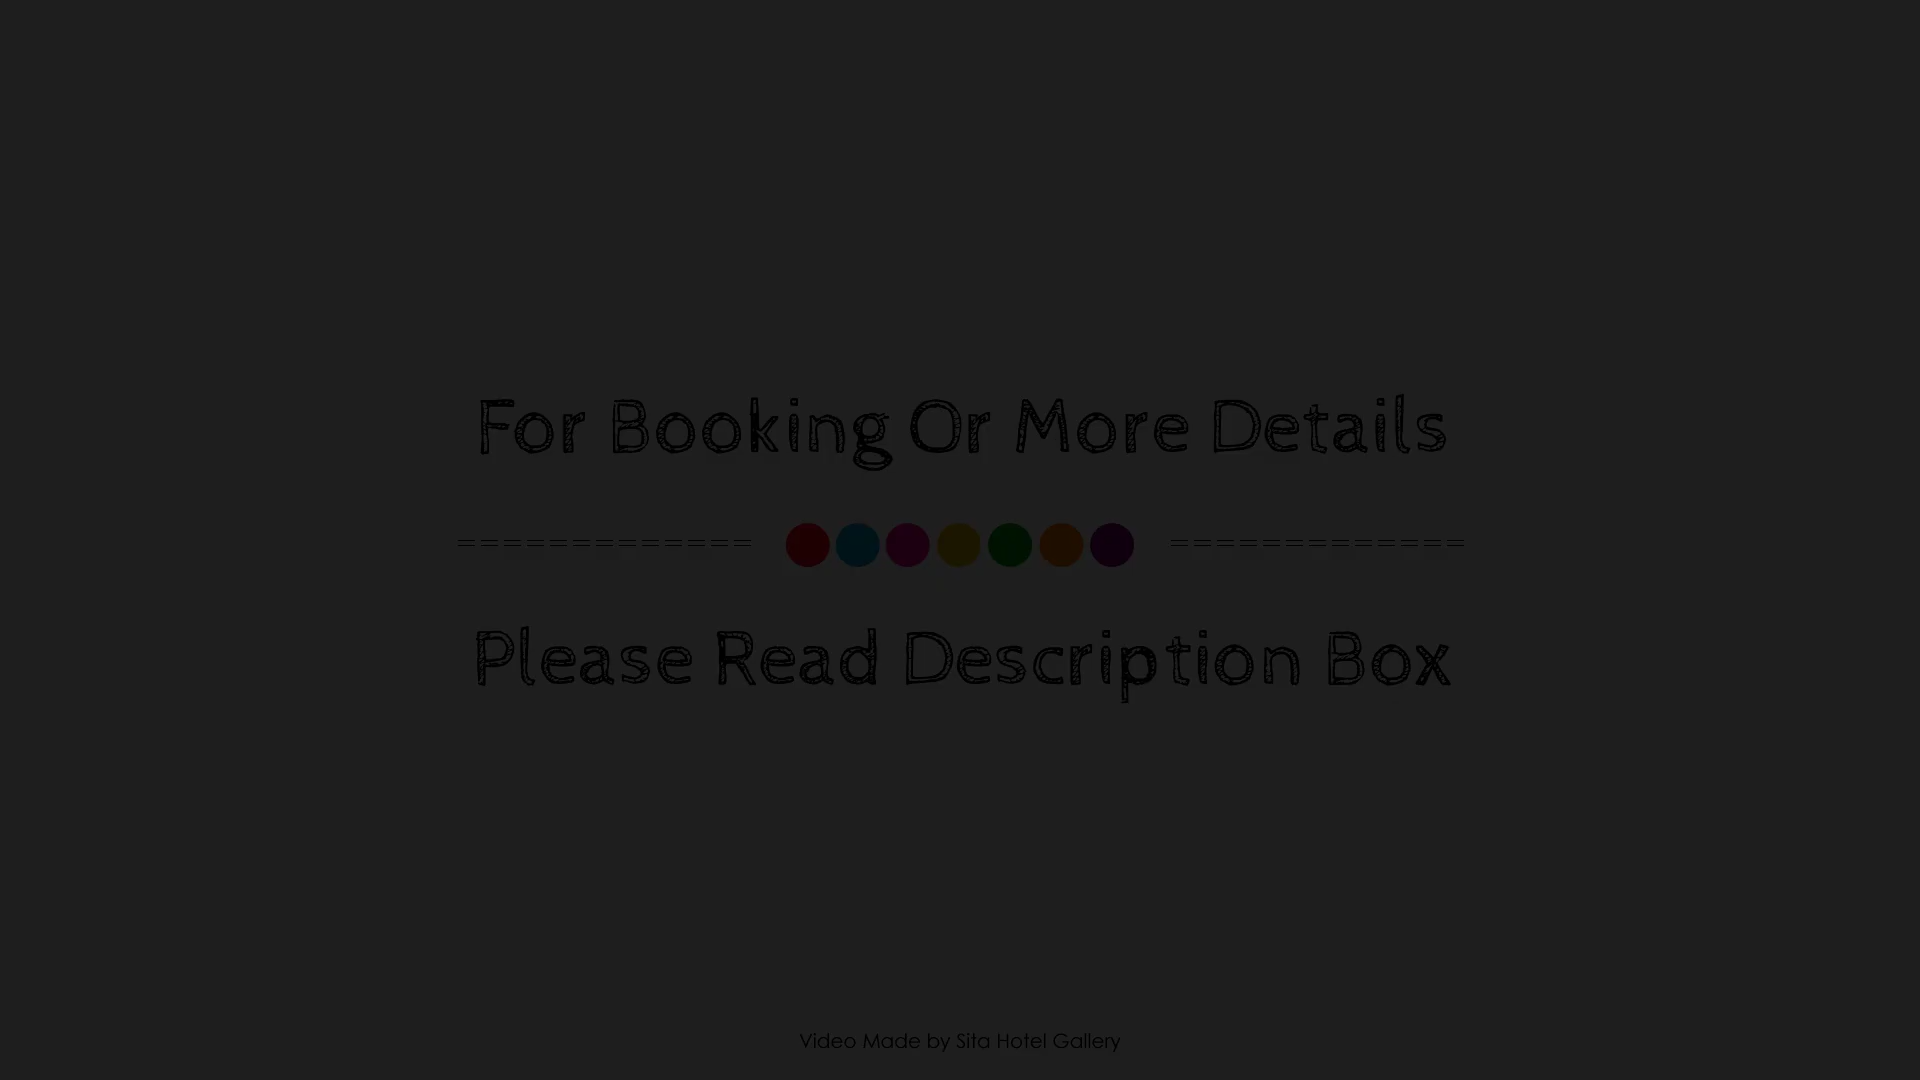 For Booking Or More Details
============= =============
Please Read Description Box
Video Made by Sita Hotel Gallery